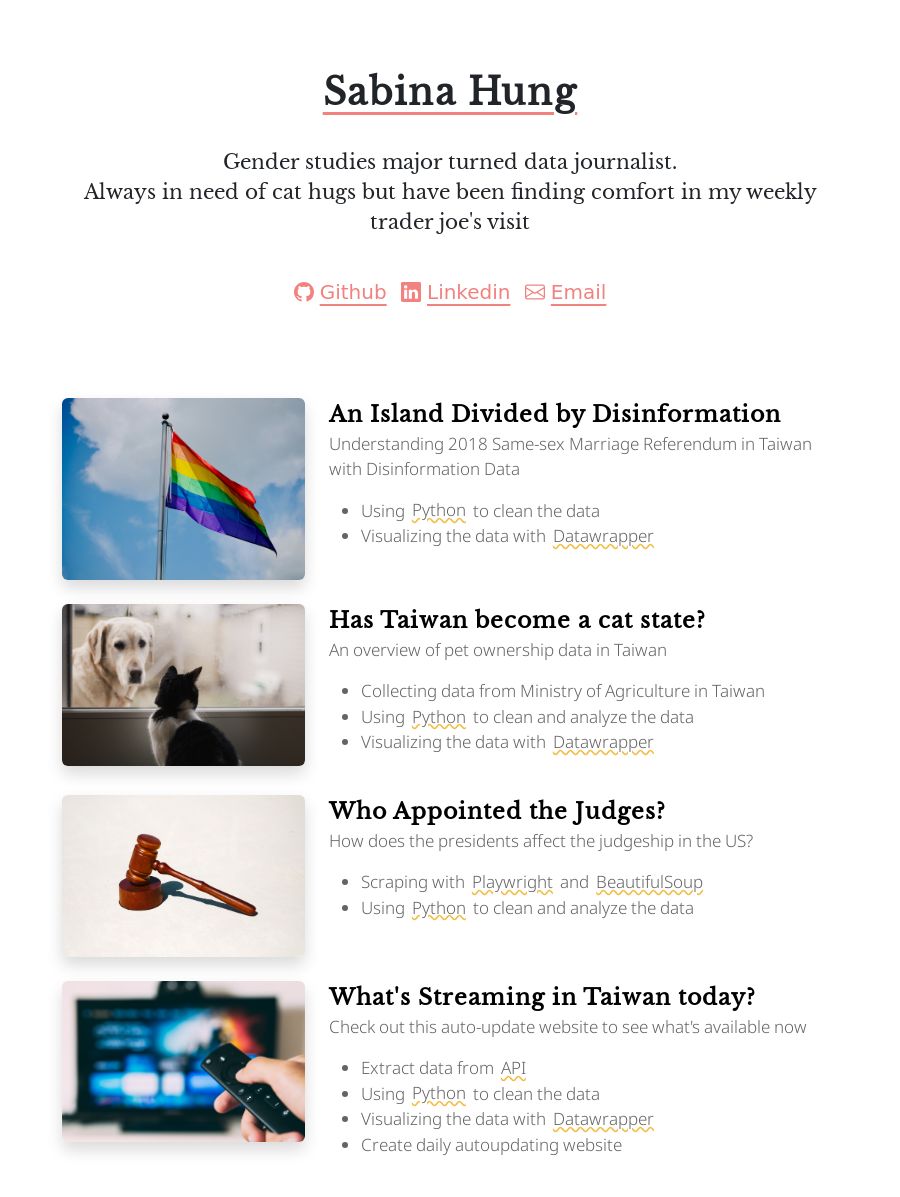 Sabina Hung
Gender studies major turned data journalist.
Always in need of cat hugs but have been finding comfort in my weekly
trader joe's visit
Github Linkedin Email
An Island Divided by Disinformation
Understanding 2018 Same-sex Marriage Referendum in Taiwan
with Disinformation Data
Using Python to clean the data
Visualizing the data with Datawrapper
Has Taiwan become a cat state?
An overview of pet ownership data in Taiwan
Collecting data from Ministry of Agriculture in Taiwan
Using Python to clean and analyze the data
Visualizing the data with Datawrapper
Who Appointed the Judges?
How does the presidents affect the judgeship in the US?
Scraping with Playwright and BeautifulSoup
Using Python to clean and analyze the data
What's Streaming in Taiwan today?
Check out this auto-update website to see what's available now
Extract data from API
Using Python to clean the data
Visualizing the data with Datawrapper
Create daily autoupdating website